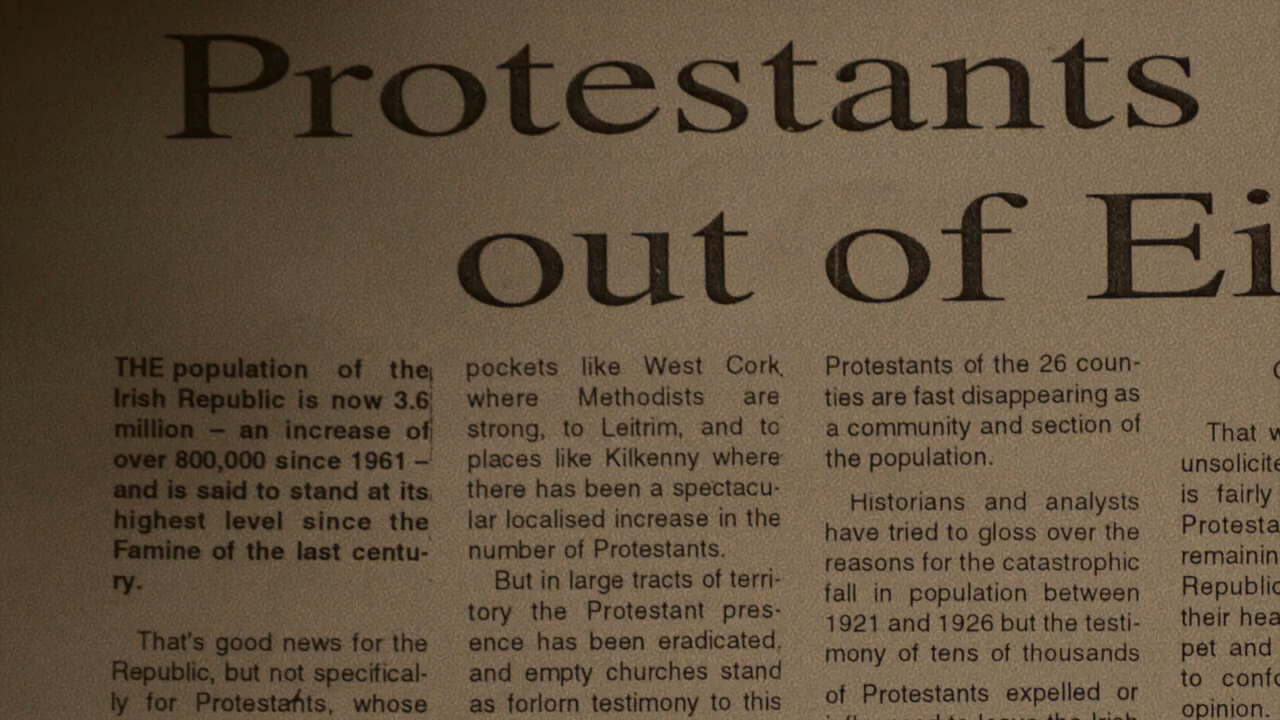 Protestants
out of Ei
THE population of the
Irish Republic is now 3.6
million – an increase of
over 800,000 since 1961 –
and is said to stand at its
highest level since the
Famine of the last centu-
ry.
That's good news for the
Republic, but not specifical-
ly for Protestants, whose
pockets like West Cork,
where Methodists are
strong, to Leitrim, and to
places like Kilkenny where
there has been a spectacu-
lar localised increase in the
number of Protestants.
But in large tracts of terri-
tory the Protestant pres-
ence has been eradicated,
and empty churches stand
as forlorn testimony to this
Protestants of the 26 coun-
ties are fast disappearing as
a community and section of
the population.
Historians and analysts
have tried to gloss over the
reasons for the catastrophic
fall in population between
1921 and 1926 but the testi-
mony of tens of thousands
of Protestants expelled or
That w
unsolicite
is fairly
Protesta
remainin
Republic
their hea
pet and
to confo
opinion.